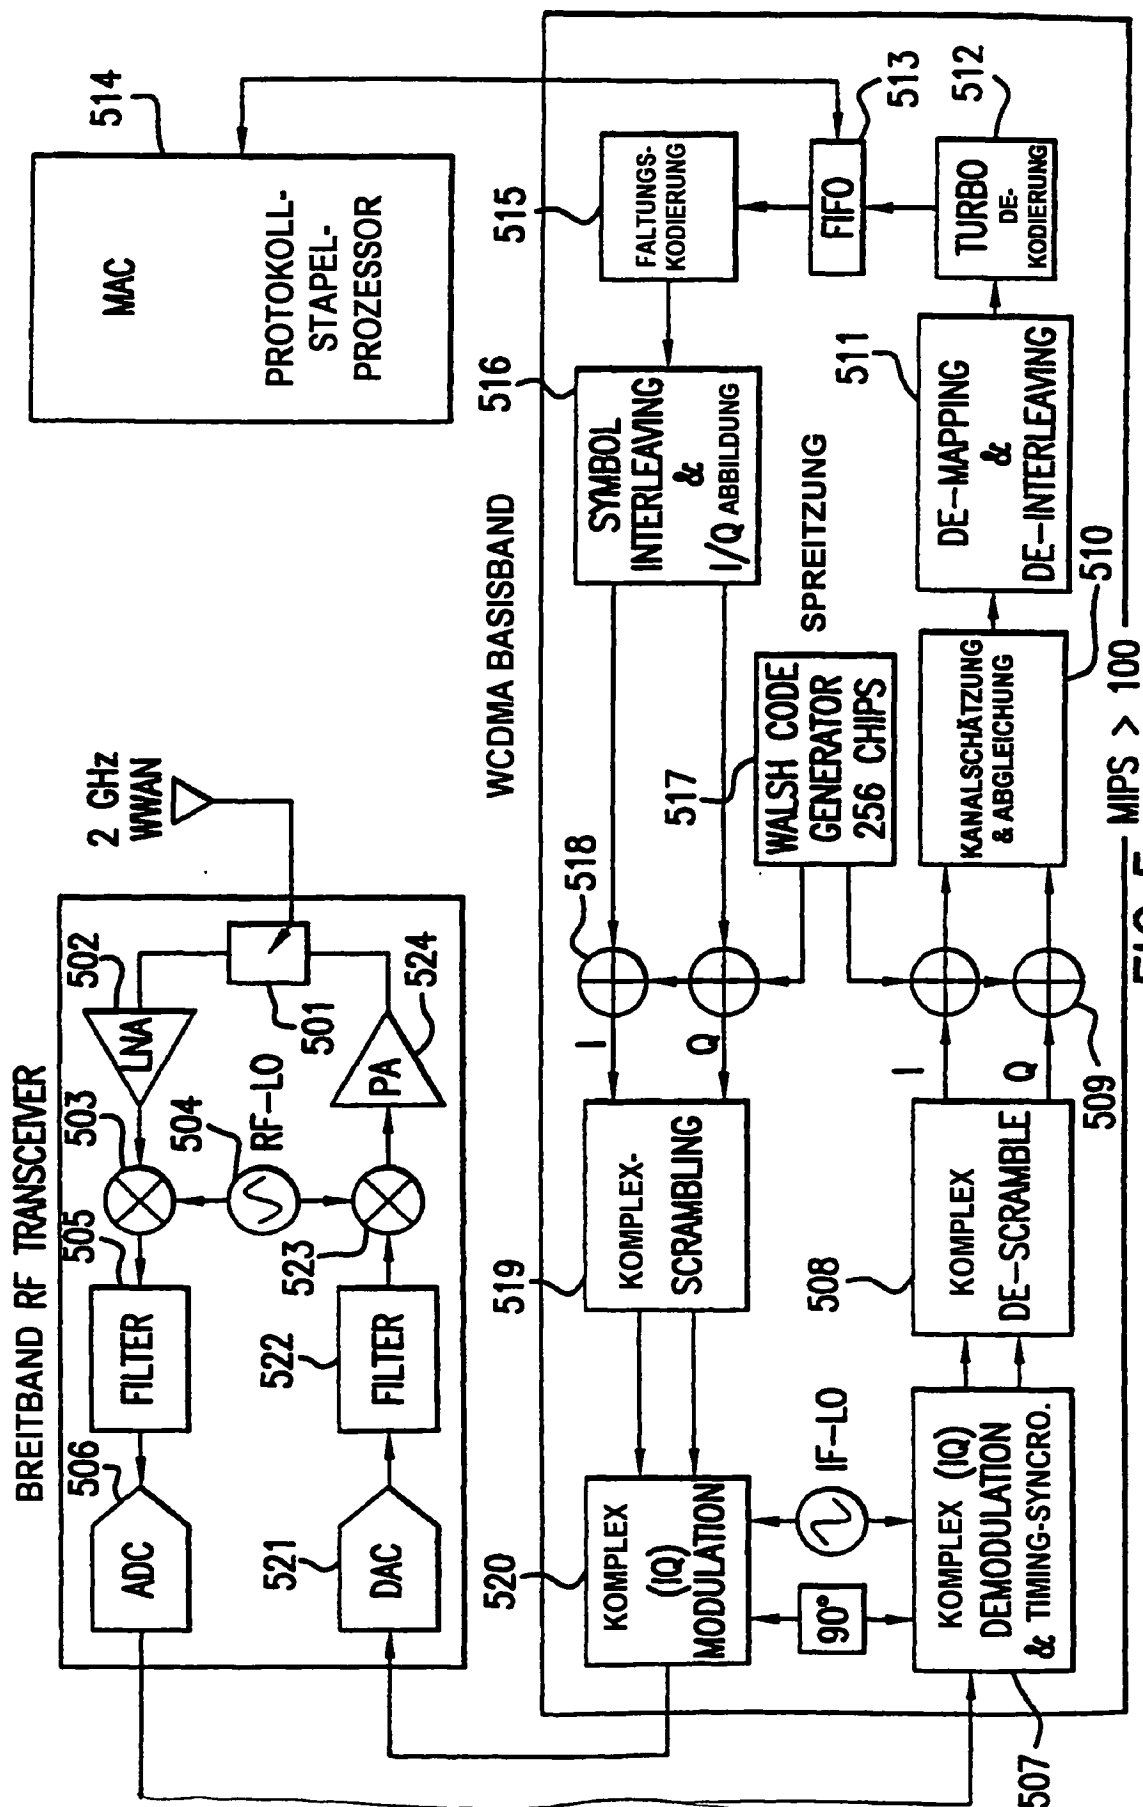 BREITBAND RF TRANSCEIVER
506
ADC
505
FILTER
503
502
LNA
504
RF-LO
501
2 GHz
WWAN
521
DAC
522
FILTER
523
524
PA
514
MAC
PROTOKOLL-
STAPEL-
PROZESSOR
WCDMA BASISBAND
520
KOMPLEX
(IQ)
MODULATION
519
KOMPLEX-
SCRAMBLING
I
Q
518
516
SYMBOL
INTERLEAVING
&
I/Q ABBILDUNG
515
FALTUNGS-
KODIERUNG
517
WALSH CODE
GENERATOR
256 CHIPS
SPREITZUNG
90°
IF-LO
FIFO
513
507
KOMPLEX (IQ)
DEMODULATION
& TIMING-SYNCRO.
508
KOMPLEX
DE-SCRAMBLE
I
Q
509
KANALSCHÄTZUNG
& ABGLEICHUNG
510
511
DE-MAPPING
&
DE-INTERLEAVING
TURBO
DE-
KODIERUNG
512
MIPS > 100